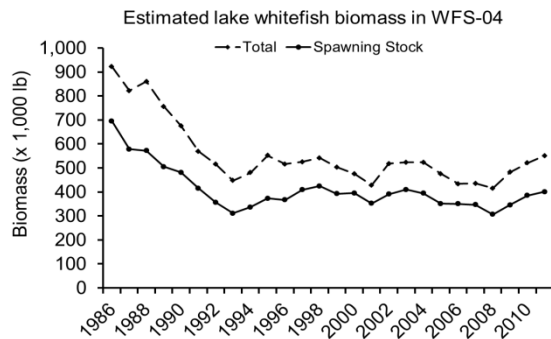 Estimated lake whitefish biomass in WFS-04
Total Spawning Stock
Biomass (x 1,000 lb)
1,000
900
800
700
600
500
400
300
200
100
0
1986 1988 1990 1992 1994 1996 1998 2000 2002 2004 2006 2008 2010